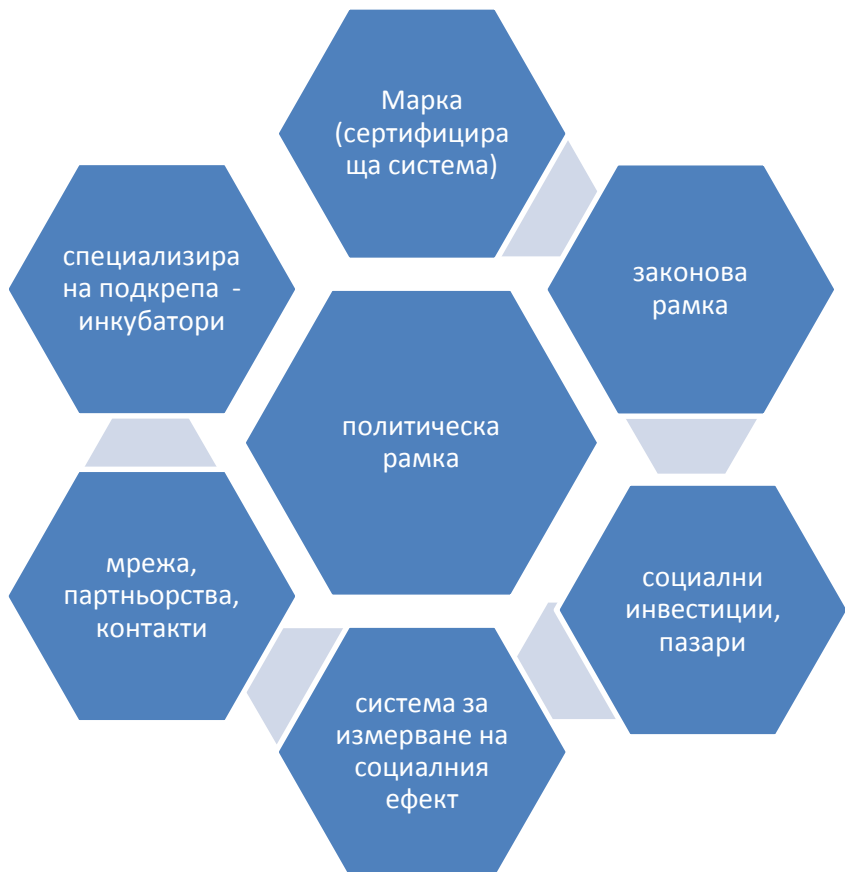 Марка
(сертифицира
ща система)
специализира
на подкрепа -
инкубатори
законова
рамка
политическа
рамка
мрежа,
партньорства,
контакти
социални
инвестиции,
пазари
система за
измерване на
социалния
ефект